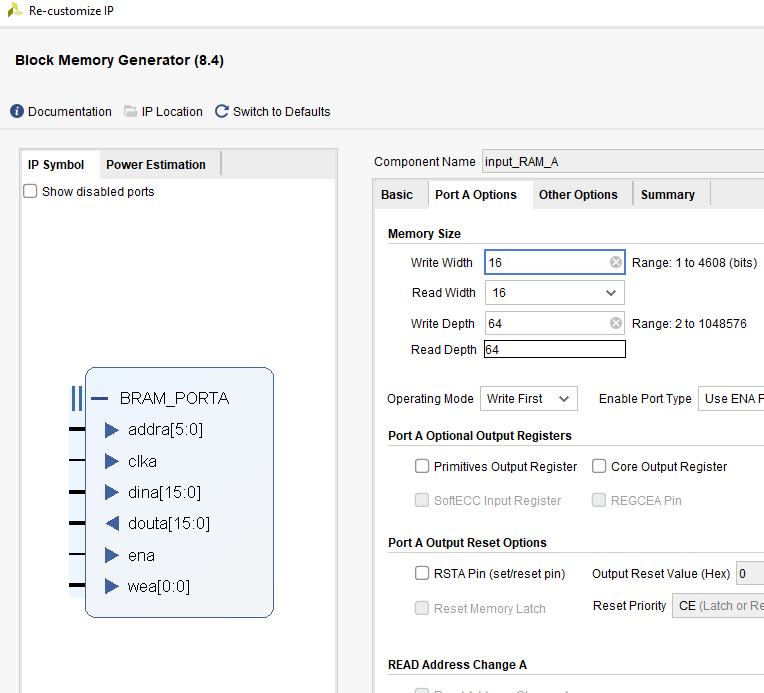 Re-customize IP
Block Memory Generator (8.4)
Documentation IP Location Switch to Defaults
IP Symbol Power Estimation
Show disabled ports
BRAM_PORTA
addra[5:0]
clka
dina[15:0]
douta[15:0]
ena
wea[0:0]
Component Name input_RAM_A
Basic Port A Options Other Options Summary
Memory Size
Write Width 16 Range: 1 to 4608 (bits)
Read Width 16
Write Depth 64 Range: 2 to 1048576
Read Depth 64
Operating Mode Write First Enable Port Type Use ENA
Port A Optional Output Registers
Primitives Output Register Core Output Register
SoftECC Input Register REGCEA Pin
Port A Output Reset Options
RSTA Pin (set/reset pin) Output Reset Value (Hex) 0
Reset Memory Latch Reset Priority CE (Latch or Re
READ Address Change A